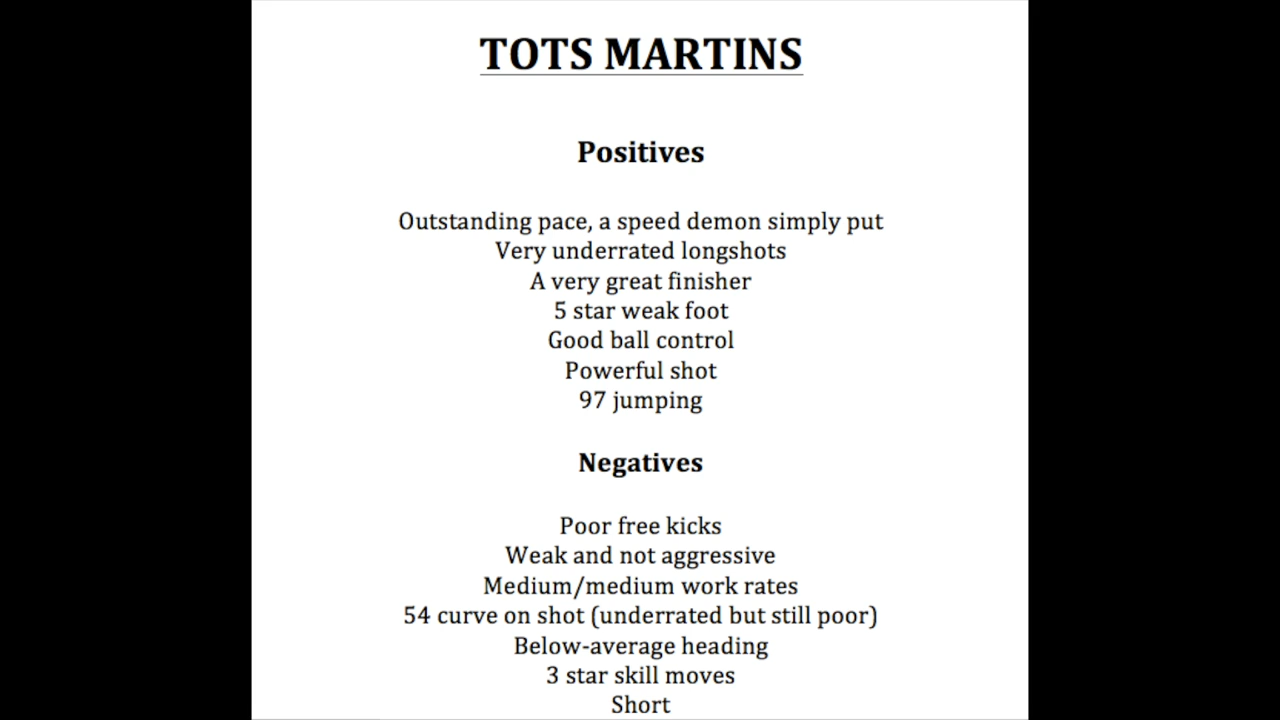 TOTS MARTINS
Positives
Outstanding pace, a speed demon simply put
Very underrated longshots
A very great finisher
5 star weak foot
Good ball control
Powerful shot
97 jumping
Negatives
Poor free kicks
Weak and not aggressive
Medium/medium work rates
54 curve on shot (underrated but still poor)
Below-average heading
3 star skill moves
Short